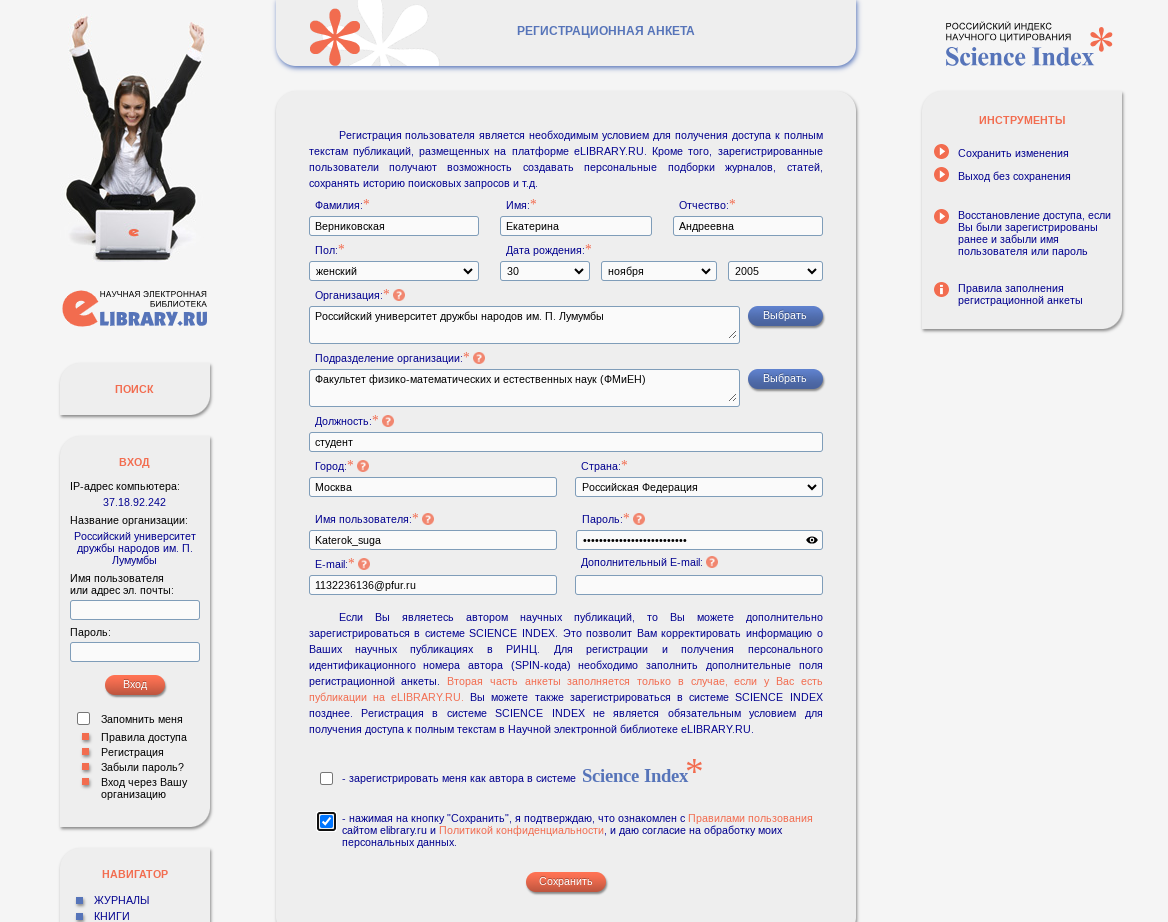 НАУЧНАЯ ЭЛЕКТРОННАЯ
БИБЛИОТЕКА
eLIBRARY.RU
ПОИСК
ВХОД
IP-адрес компьютера:
37.18.92.242
Название организации:
Российский университет
дружбы народов им. П.
Лумумбы
Имя пользователя
или адрес эл. почты:
Пароль:
Вход
Запомнить меня
Правила доступа
Регистрация
Забыли пароль?
Вход через Вашу
организацию
НАВИГАТОР
ЖУРНАЛЫ
КНИГИ
РЕГИСТРАЦИОННАЯ АНКЕТА
Регистрация пользователя является необходимым условием для получения доступа к полным
текстам публикаций, размещенных на платформе eLIBRARY.RU. Кроме того, зарегистрированные
пользователи получают возможность создавать персональные подборки журналов, статей,
сохранять историю поисковых запросов и т.д.
Фамилия:* Имя:* Отчество:*
Верниковская Екатерина Андреевна
Пол:* Дата рождения:*
женский 30 ноября 2005
Организация:* ?
Российский университет дружбы народов им. П. Лумумбы Выбрать
Подразделение организации:* ?
Факультет физико-математических и естественных наук (ФМиЕН) Выбрать
Должность:* ?
студент
Город:* ? Страна:*
Москва Российская Федерация
Имя пользователя:* ? Пароль:* ?
Katerok_suga ••••••••••••••••••••••••••
E-mail:* ? Дополнительный E-mail: ?
1132236136@pfur.ru
Если Вы являетесь автором научных публикаций, то Вы можете дополнительно
зарегистрироваться в системе SCIENCE INDEX. Это позволит Вам корректировать информацию о
Ваших научных публикациях в РИНЦ. Для регистрации и получения персонального
идентификационного номера автора (SPIN-кода) необходимо заполнить дополнительные поля
регистрационной анкеты. Вторая часть анкеты заполняется только в случае, если у Вас есть
публикации на eLIBRARY.RU. Вы можете также зарегистрироваться в системе SCIENCE INDEX
позднее. Регистрация в системе SCIENCE INDEX не является обязательным условием для
получения доступа к полным текстам в Научной электронной библиотеке eLIBRARY.RU.
- зарегистрировать меня как автора в системе Science Index*
- нажимая на кнопку "Сохранить", я подтверждаю, что ознакомлен с Правилами пользования
сайтом elibrary.ru и Политикой конфиденциальности, и даю согласие на обработку моих
персональных данных.
Сохранить
РОССИЙСКИЙ ИНДЕКС
НАУЧНОГО ЦИТИРОВАНИЯ
Science Index*
ИНСТРУМЕНТЫ
Сохранить изменения
Выход без сохранения
Восстановление доступа, если
Вы были зарегистрированы
ранее и забыли имя
пользователя или пароль
Правила заполнения
регистрационной анкеты